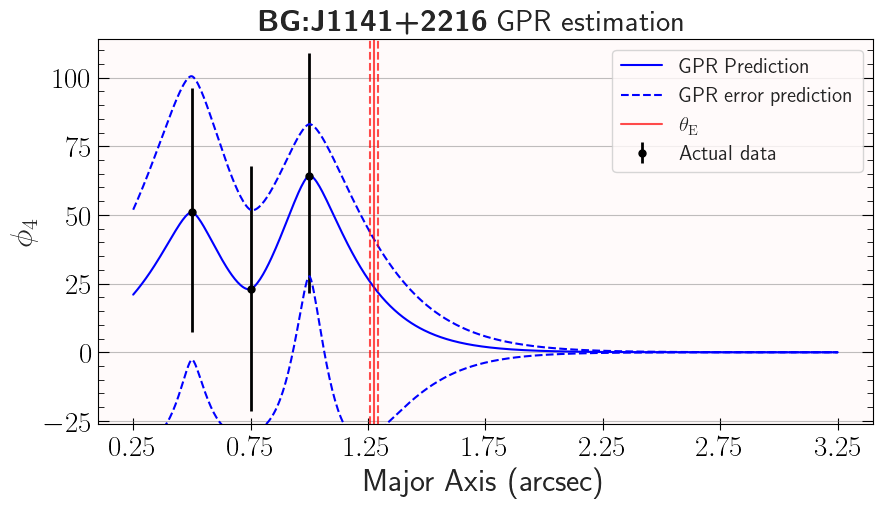 BG:J1141+2216 GPR estimation
GPR Prediction
GPR error prediction
θE
Actual data
ϕ4
100
75
50
25
0
−25
0.25 0.75 1.25 1.75 2.25 2.75 3.25
Major Axis (arcsec)